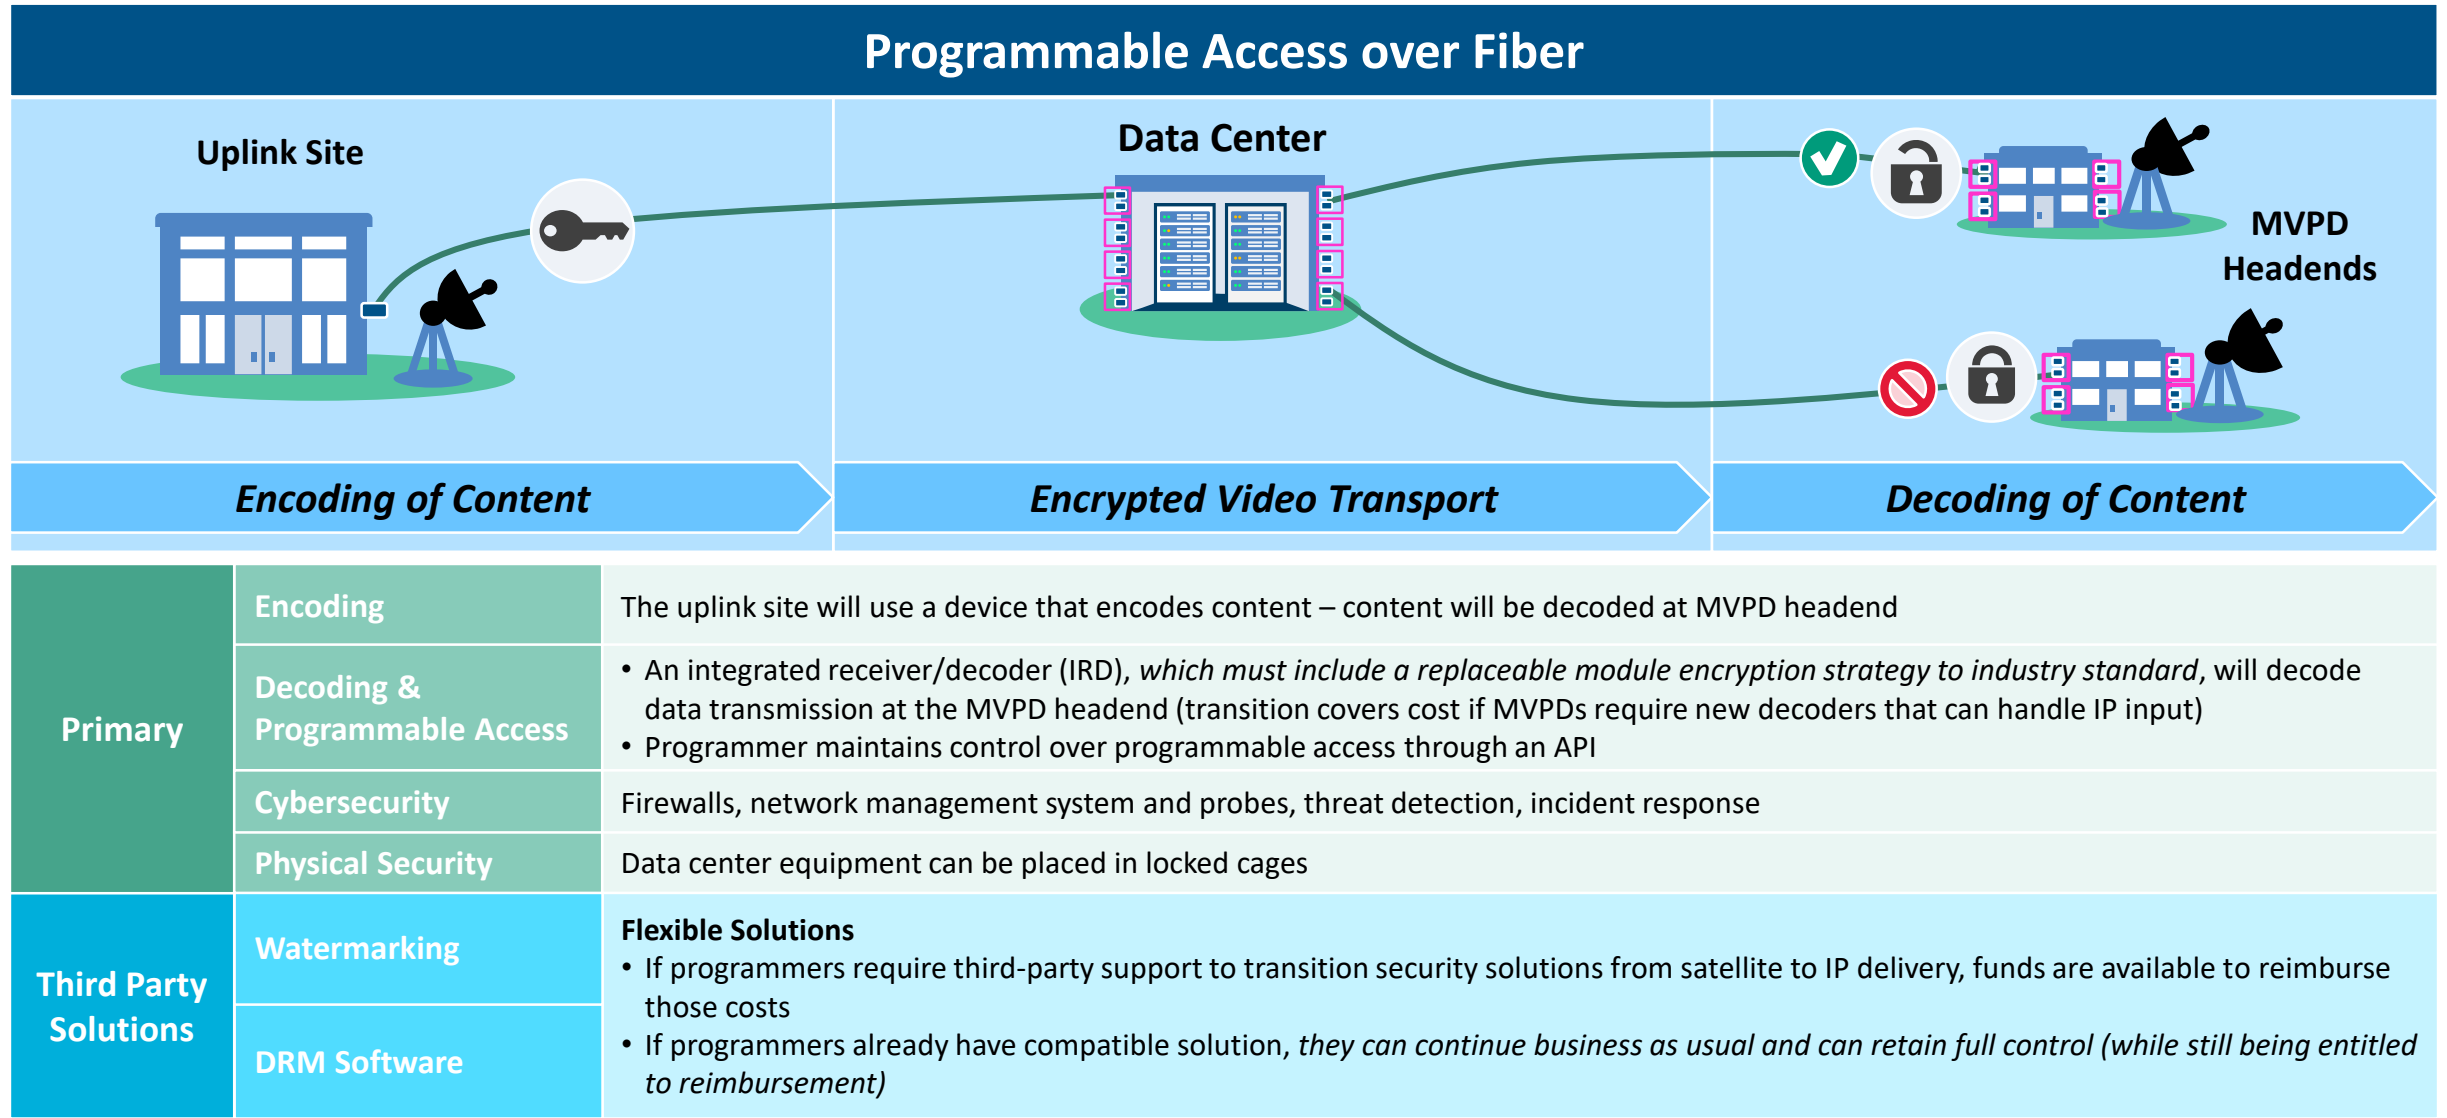 Programmable Access over Fiber
Uplink Site
Data Center
MVPD
Headends
Encoding of Content
Encrypted Video Transport
Decoding of Content
Primary
Encoding
The uplink site will use a device that encodes content – content will be decoded at MVPD headend
Decoding &
Programmable Access
• An integrated receiver/decoder (IRD), which must include a replaceable module encryption strategy to industry standard, will decode
data transmission at the MVPD headend (transition covers cost if MVPDs require new decoders that can handle IP input)
• Programmer maintains control over programmable access through an API
Cybersecurity
Firewalls, network management system and probes, threat detection, incident response
Physical Security
Data center equipment can be placed in locked cages
Third Party
Solutions
Watermarking
DRM Software
Flexible Solutions
• If programmers require third-party support to transition security solutions from satellite to IP delivery, funds are available to reimburse
those costs
• If programmers already have compatible solution, they can continue business as usual and can retain full control (while still being entitled
to reimbursement)